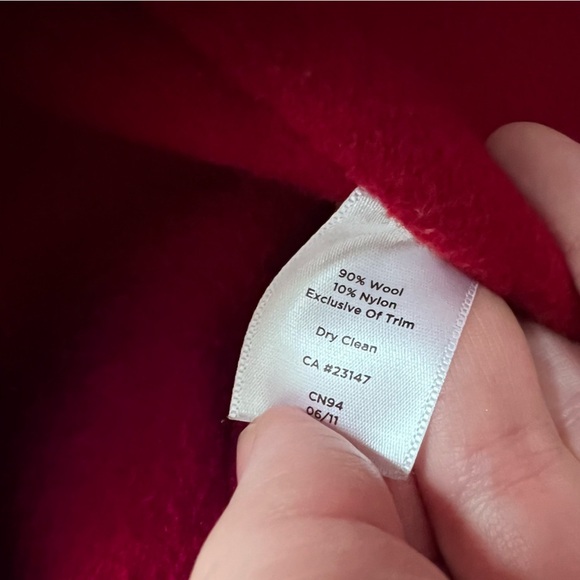 90% Wool
10% Nylon
Exclusive Of Trim
Dry Clean
CA #23147
CN94
06/11